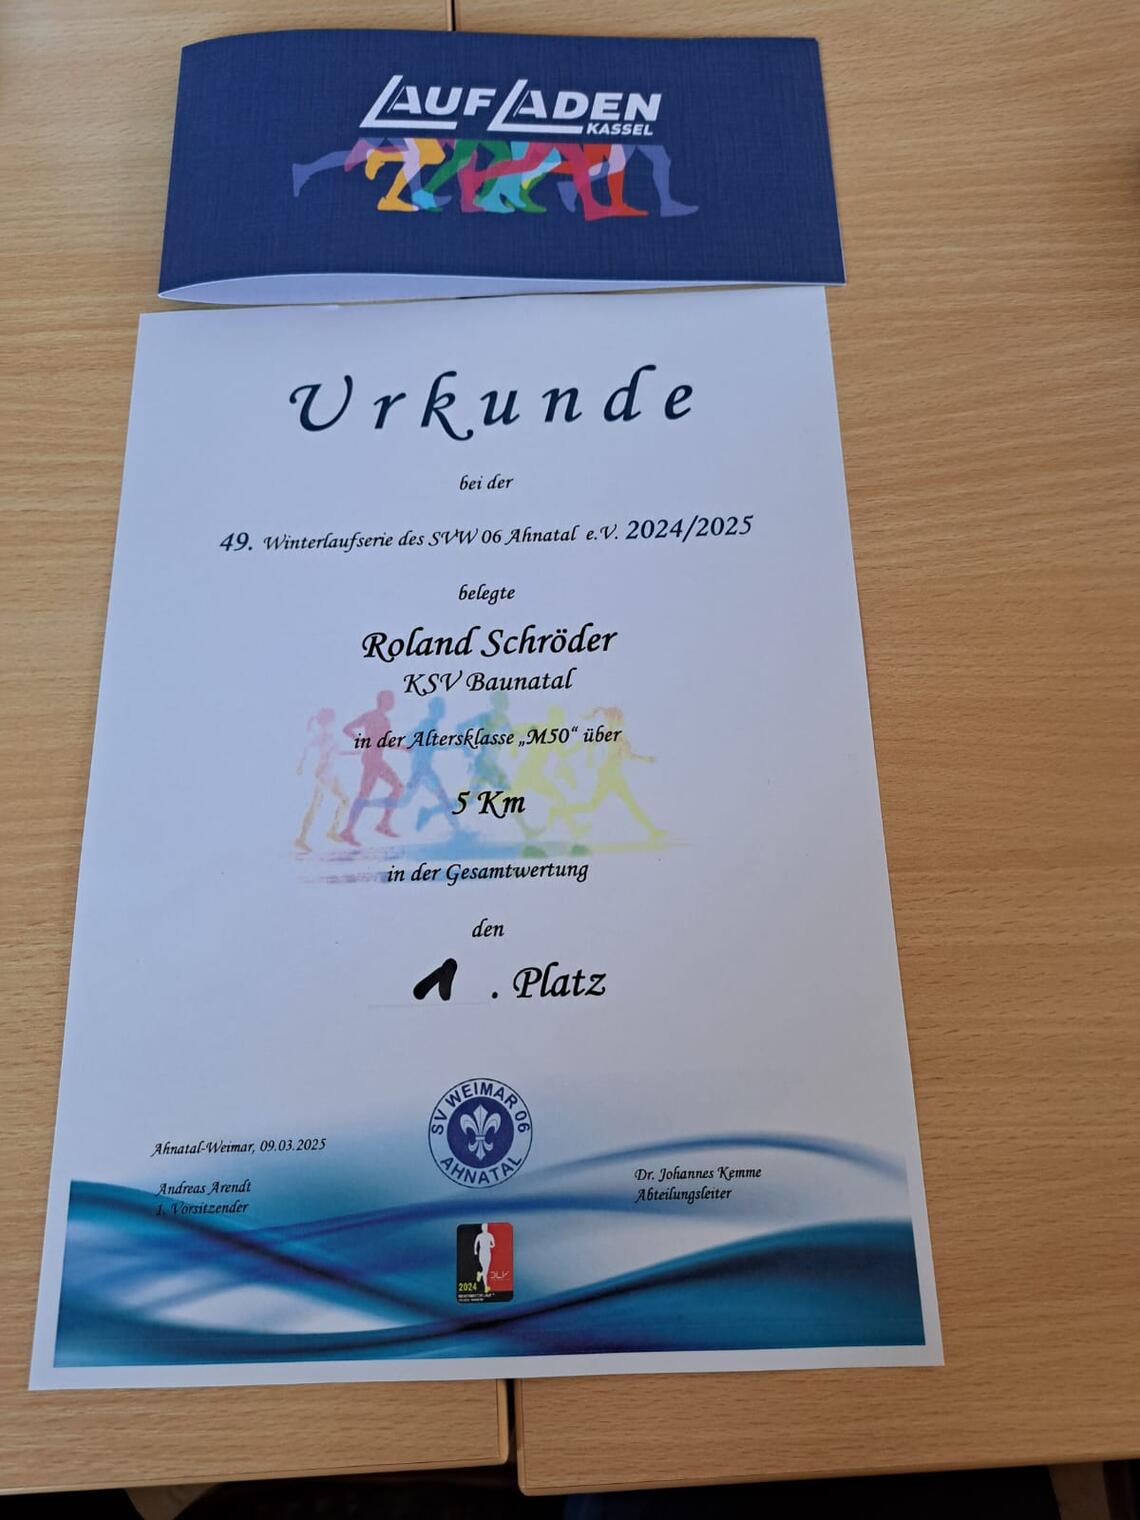 LAUFLADEN
KASSEL
Urkunde
bei der
49. Winterlaufserie des SVW 06 Ahnatal e.V. 2024/2025
belegte
Roland Schröder
KSV Baunatal
in der Altersklasse „M50“ über
5 Km
in der Gesamtwertung
den
1. Platz
SV WEIMAR 06
AHNATAL
Ahnatal-Weimar, 09.03.2025
Andreas Arendt
1. Vorsitzender
Dr. Johannes Kemme
Abteilungsleiter
DLV
2024